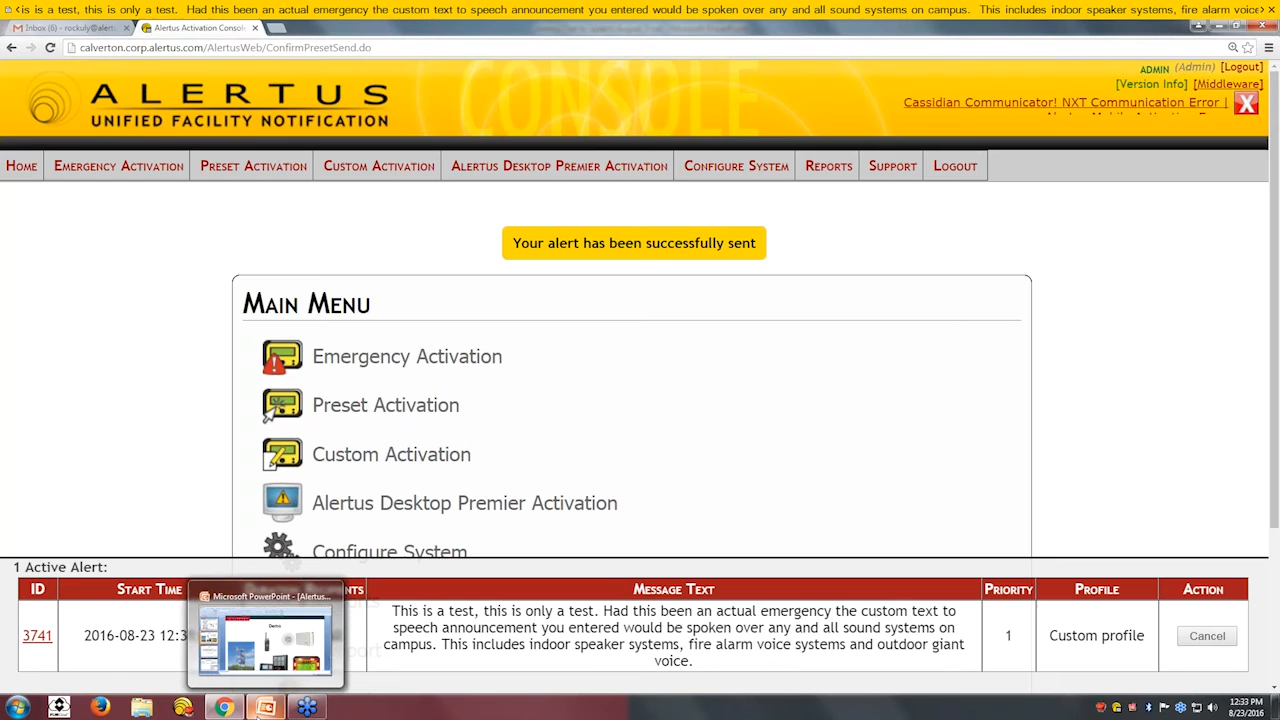 is is a test, this is only a test. Had this been an actual emergency the custom text to speech announcement you entered would be spoken over any and all sound systems on campus. This includes indoor speaker systems, fire alarm voice
Inbox (6) - rockuly@alert
Alertus Activation Conso
calverton.corp.alertus.com/AlertusWeb/ConfirmPresetSend.do
ALERTUS
UNIFIED FACILITY NOTIFICATION
CONSOLE
ADMIN (Admin) [Logout]
[Version Info] [Middleware]
Cassidian Communicator! NXT Communication Error |
Home
Emergency Activation
Preset Activation
Custom Activation
Alertus Desktop Premier Activation
Configure System
Reports
Support
Logout
Your alert has been successfully sent
Main Menu
Emergency Activation
Preset Activation
Custom Activation
Alertus Desktop Premier Activation
Configure System
1 Active Alert:
ID
Start Time
Message Text
Priority
Profile
Action
Microsoft PowerPoint - [Alertus...
Demo
3741
2016-08-23 12:3
This is a test, this is only a test. Had this been an actual emergency the custom text to
speech announcement you entered would be spoken over any and all sound systems on
campus. This includes indoor speaker systems, fire alarm voice systems and outdoor giant
voice.
1
Custom profile
Cancel
12:33 PM
8/23/2016